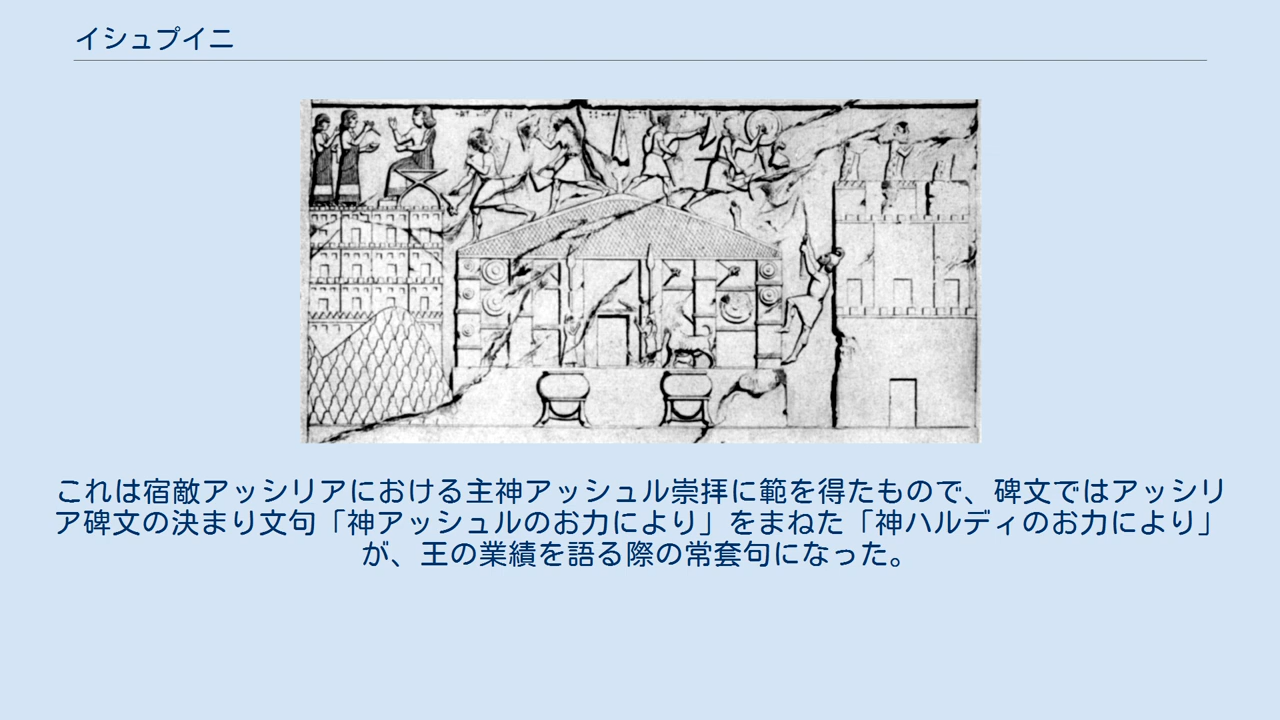 イシュプイニ
これは宿敵アッシリアにおける主神アッシュル崇拝に範を得たもので、碑文ではアッシリ
ア碑文の決まり文句「神アッシュルのお力により」をまねた「神ハルディのお力により」
が、王の業績を語る際の常套句になった。